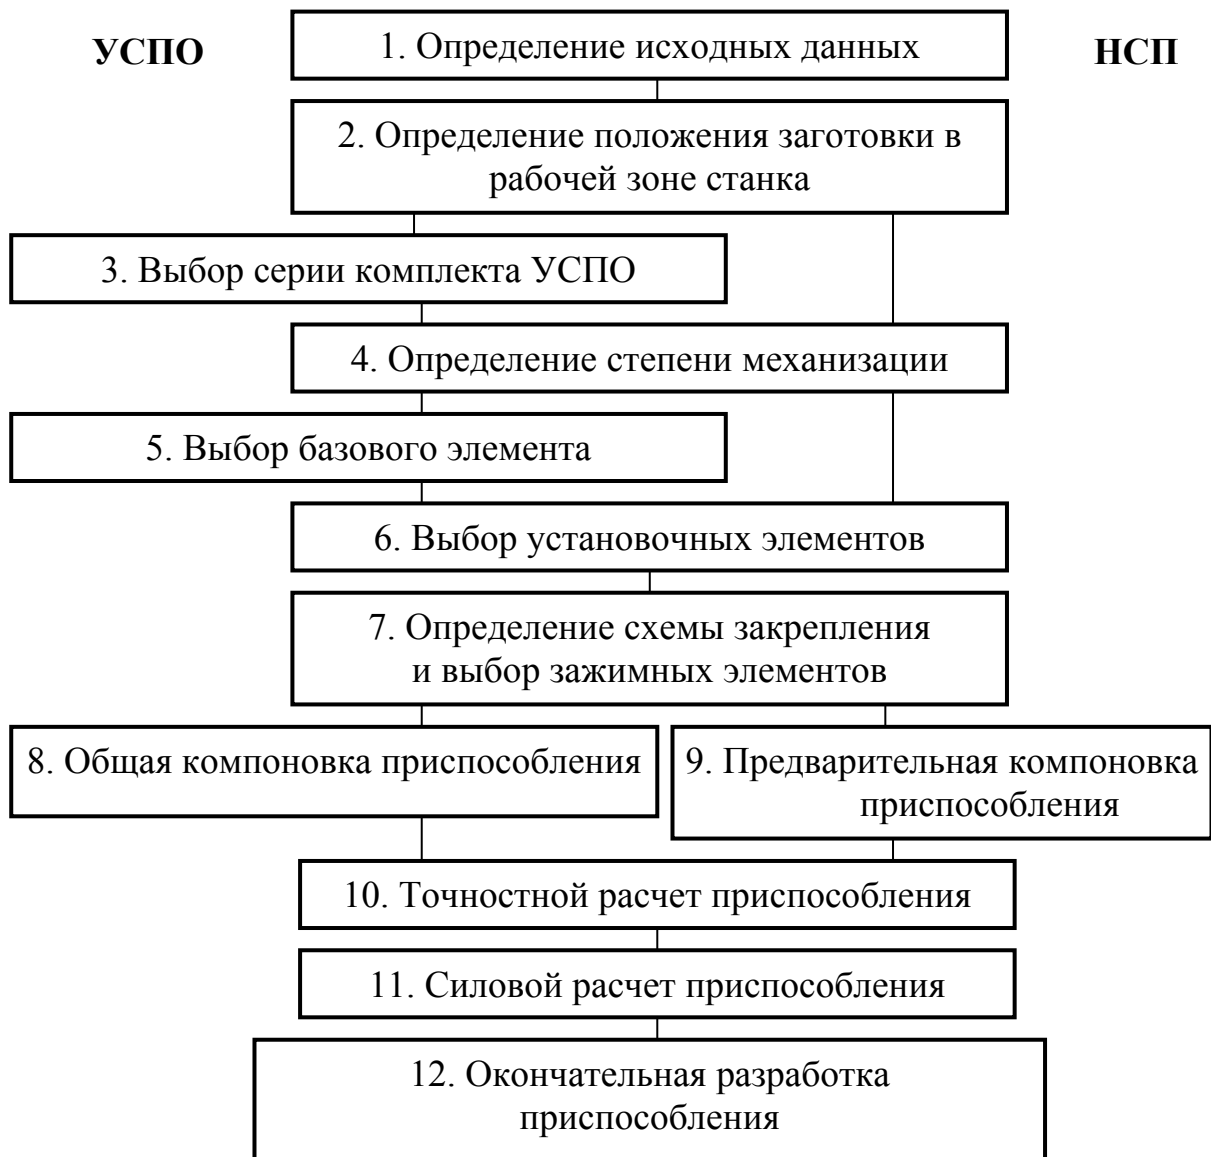 УСПО
1. Определение исходных данных
НСП
2. Определение положения заготовки в
рабочей зоне станка
3. Выбор серии комплекта УСПО
4. Определение степени механизации
5. Выбор базового элемента
6. Выбор установочных элементов
7. Определение схемы закрепления
и выбор зажимных элементов
8. Общая компоновка приспособления
9. Предварительная компоновка
приспособления
10. Точностной расчет приспособления
11. Силовой расчет приспособления
12. Окончательная разработка
приспособления